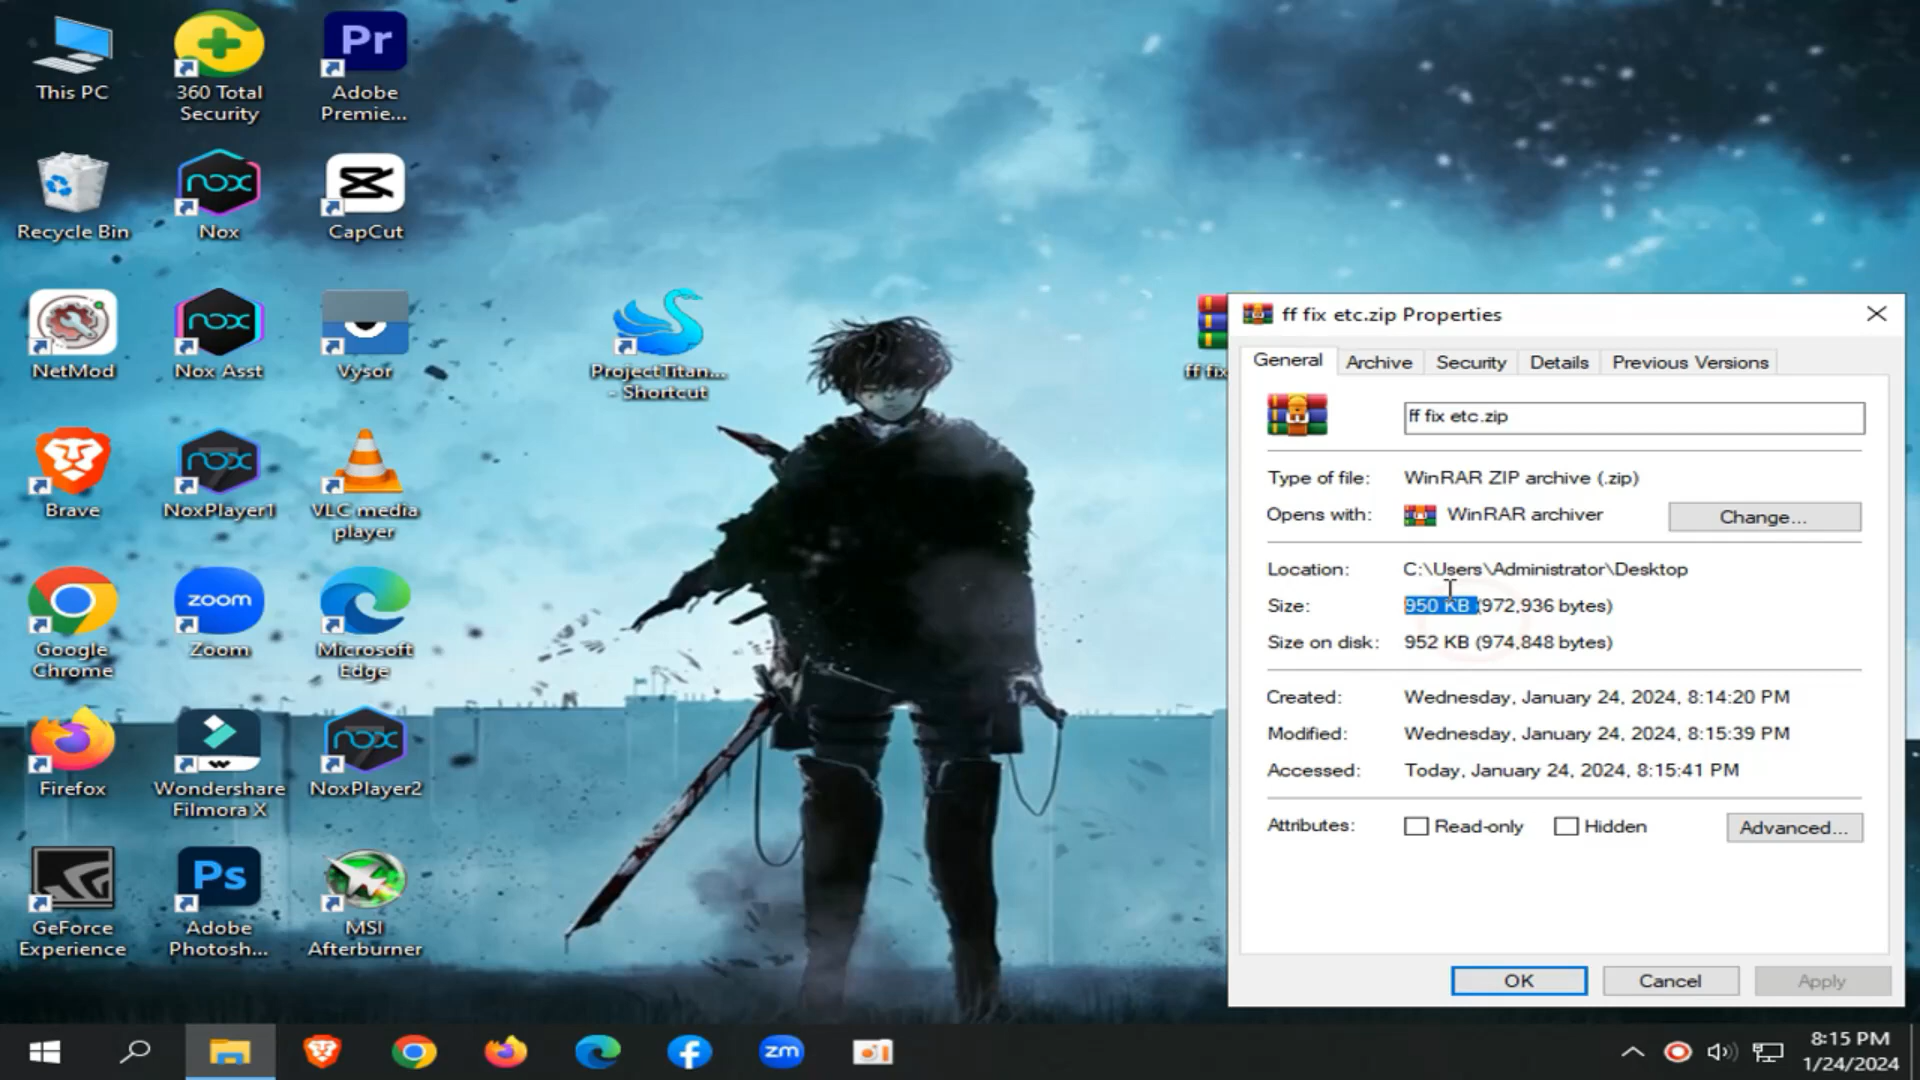 This PC
360 Total
Security
Pr
Adobe
Premie...
Recycle Bin
nox
Nox
CapCut
NetMod
nox
Nox Asst
Vysor
ProjectTitan...
- Shortcut
Brave
nox
NoxPlayer1
VLC media
player
Google
Chrome
zoom
Zoom
Microsoft
Edge
Firefox
Wondershare
Filmora X
nox
NoxPlayer2
GeForce
Experience
Ps
Adobe
Photosh...
MSI
Afterburner
ff fix
ff fix etc.zip Properties
General
Archive
Security
Details
Previous Versions
ff fix etc.zip
Type of file: WinRAR ZIP archive (.zip)
Opens with: WinRAR archiver
Change...
Location: C:\Users\Administrator\Desktop
Size: 950 KB (972,936 bytes)
Size on disk: 952 KB (974,848 bytes)
Created: Wednesday, January 24, 2024, 8:14:20 PM
Modified: Wednesday, January 24, 2024, 8:15:39 PM
Accessed: Today, January 24, 2024, 8:15:41 PM
Attributes: Read-only Hidden Advanced...
OK Cancel Apply
zm
8:15 PM
1/24/2024